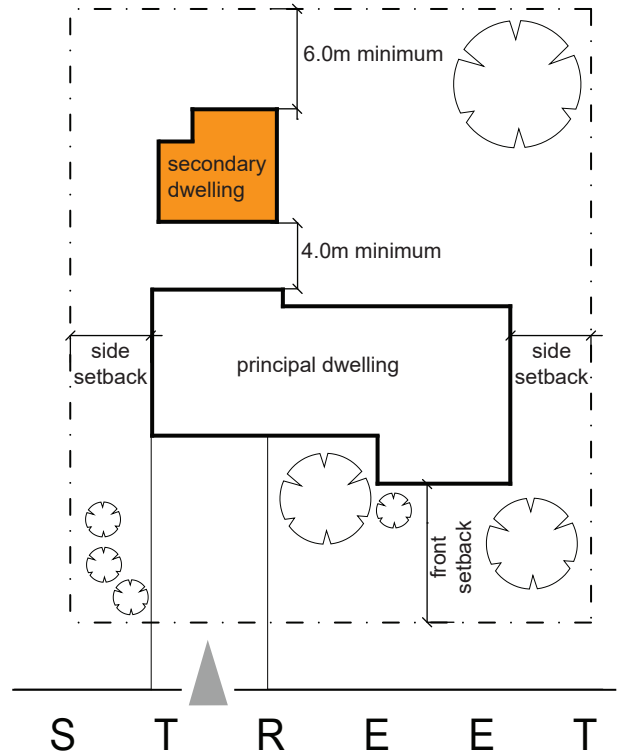 6.0m minimum
secondary
dwelling
4.0m minimum
side
setback
principal dwelling
side
setback
front
setback
S T R E E T